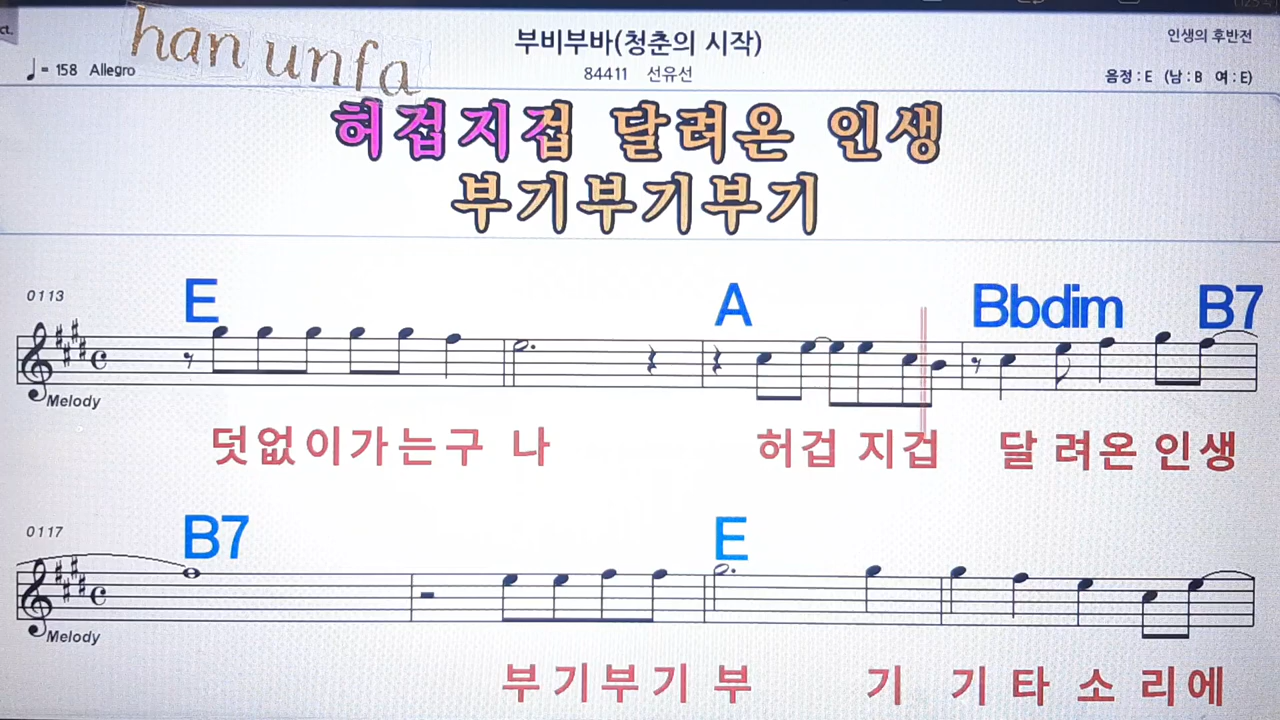 ct.
han unfa
부비부바(청춘의 시작)
인생의 후반전
♩= 158 Allegro
84411 선유선
음정 : E (남 : B 여 : E)
허겁지겁 달려온 인생
부기부기부기
0113
E A Bbdim B7
Melody
덧없이가는구 나 허겁 지겁 달 려온 인생
0117
B7 E
Melody
부기부기 부 기 기 타 소 리에